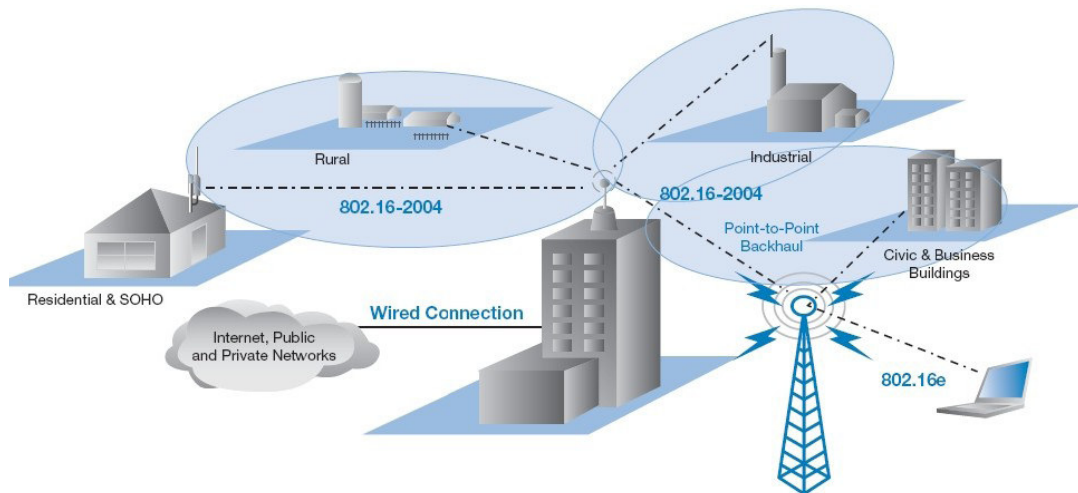 Rural
Industrial
802.16-2004
802.16-2004
Point-to-Point
Backhaul
Civic & Business
Buildings
Residential & SOHO
Wired Connection
Internet, Public
and Private Networks
802.16e